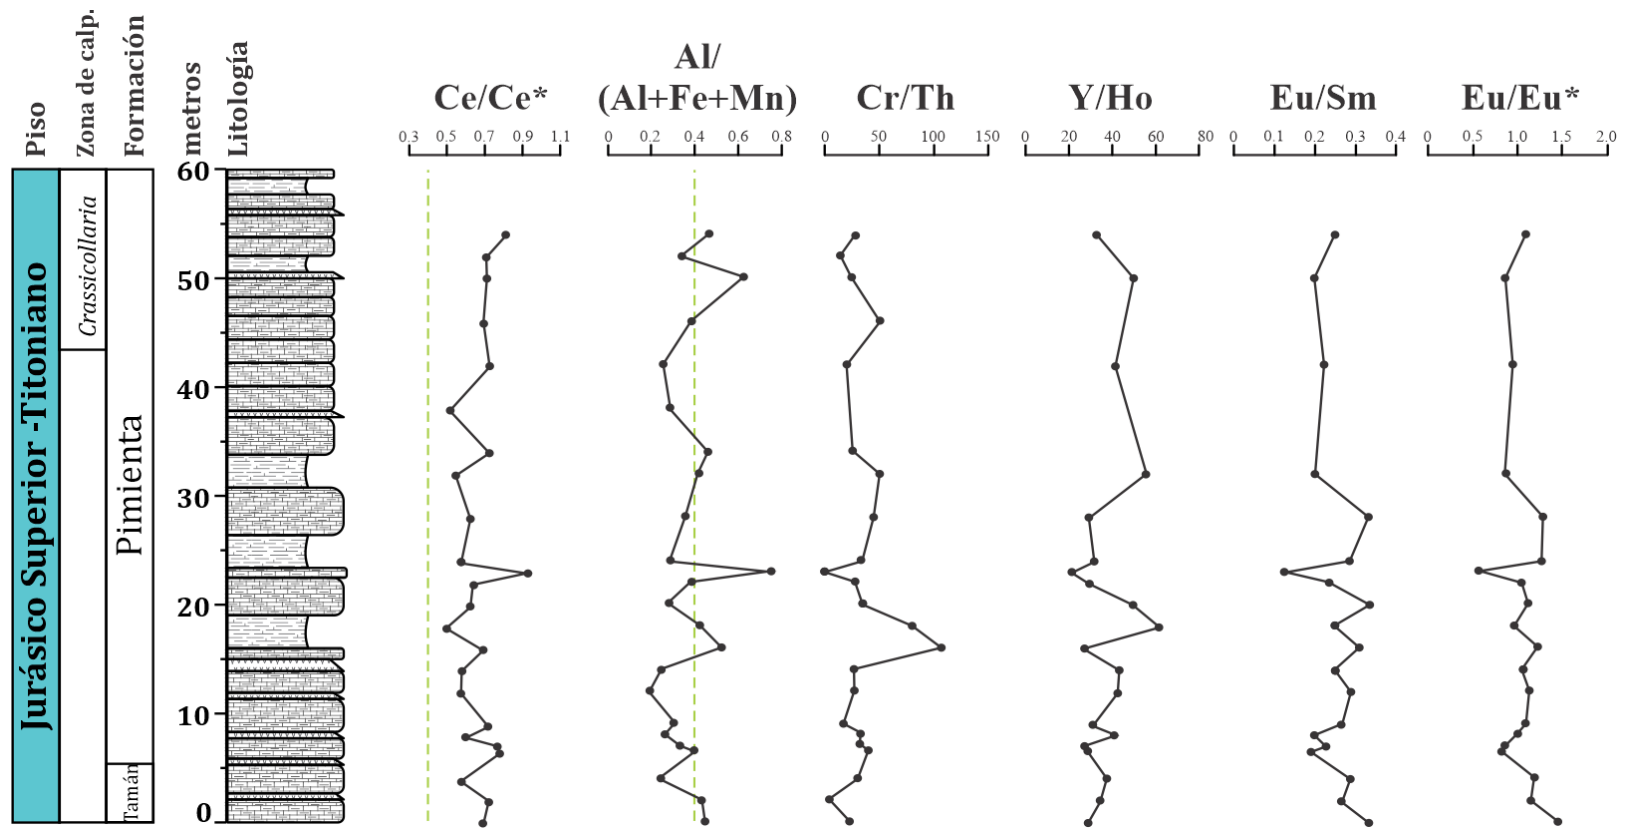 Piso
Zona de calp.
Formación
metros
Litología
Ce/Ce*
Al/
(Al+Fe+Mn)
Cr/Th
Y/Ho
Eu/Sm
Eu/Eu*
0.3 0.5 0.7 0.9 1.1
0 0.2 0.4 0.6 0.8
0 50 100 150
0 20 40 60 80
0 0.1 0.2 0.3 0.4
0 0.5 1.0 1.5 2.0
Jurásico Superior -Titoniano
Crassicollaria
Pimienta
Tamán
60
50
40
30
20
10
0